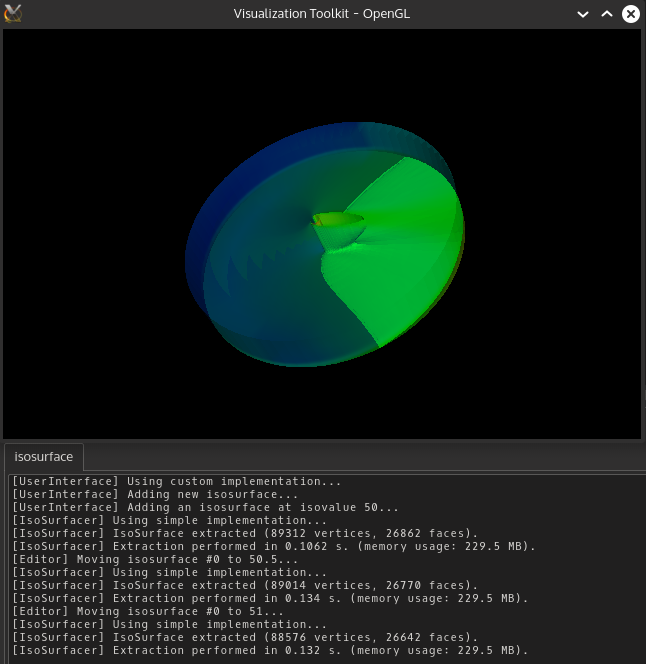 Visualization Toolkit - OpenGL
isosurface
[UserInterface] Using custom implementation...
[UserInterface] Adding new isosurface...
[UserInterface] Adding an isosurface at isovalue 50...
[IsoSurfacer] Using simple implementation...
[IsoSurfacer] IsoSurface extracted (89312 vertices, 26862 faces).
[IsoSurfacer] Extraction performed in 0.1062 s. (memory usage: 229.5 MB).
[Editor] Moving isosurface #0 to 50.5...
[IsoSurfacer] Using simple implementation...
[IsoSurfacer] IsoSurface extracted (89014 vertices, 26770 faces).
[IsoSurfacer] Extraction performed in 0.134 s. (memory usage: 229.5 MB).
[Editor] Moving isosurface #0 to 51...
[IsoSurfacer] Using simple implementation...
[IsoSurfacer] IsoSurface extracted (88576 vertices, 26642 faces).
[IsoSurfacer] Extraction performed in 0.132 s. (memory usage: 229.5 MB).